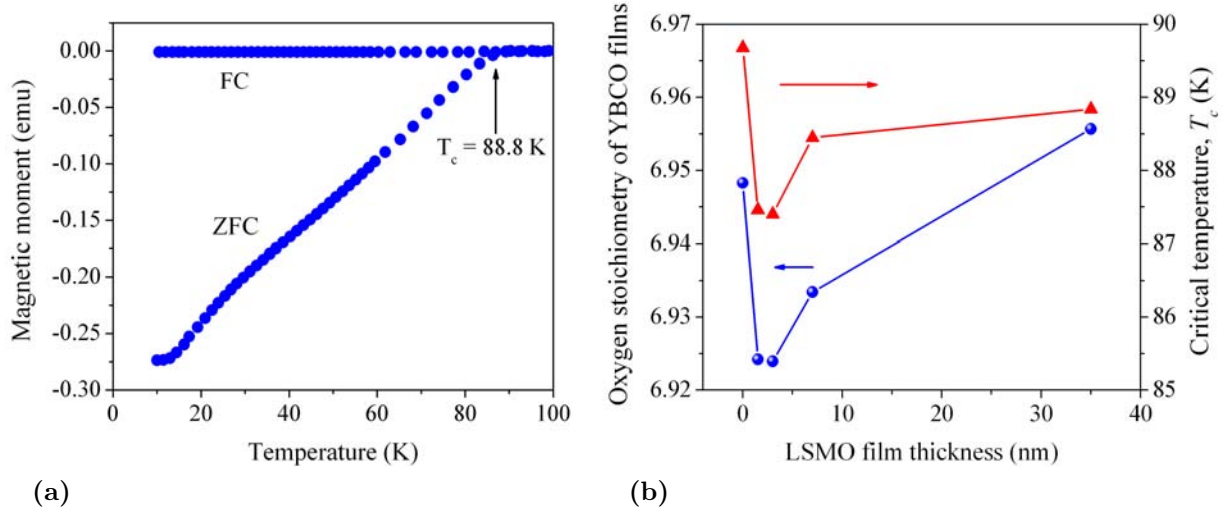 0.00
-0.05
-0.10
-0.15
-0.20
-0.25
-0.30
Magnetic moment (emu)
FC
ZFC
T_c = 88.8 K
0 20 40 60 80 100
Temperature (K)
(a)
6.97
6.96
6.95
6.94
6.93
6.92
Oxygen stoichiometry of YBCO films
90
89
88
87
86
85
Critical temperature, T_c (K)
0 10 20 30 40
LSMO film thickness (nm)
(b)